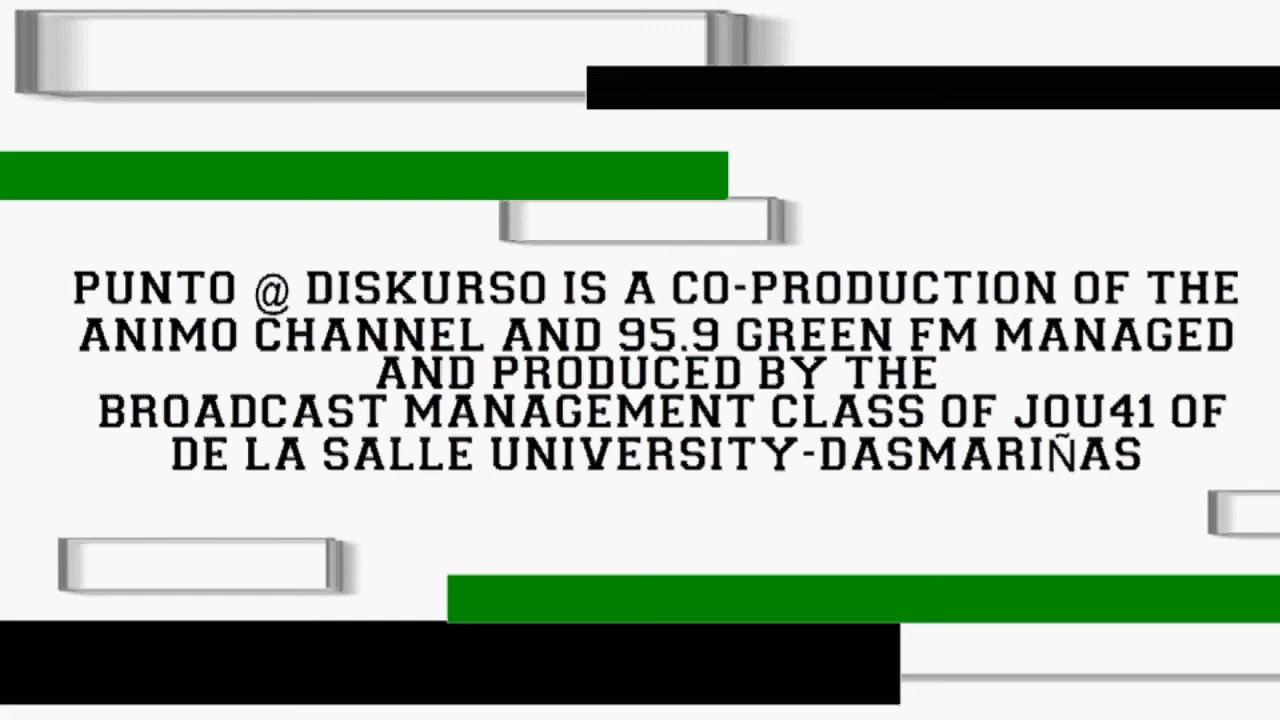 PUNTO @ DISKURSO IS A CO-PRODUCTION OF THE
ANIMO CHANNEL AND 95.9 GREEN FM MANAGED
AND PRODUCED BY THE
BROADCAST MANAGEMENT CLASS OF JOU41 OF
DE LA SALLE UNIVERSITY-DASMARIÑAS